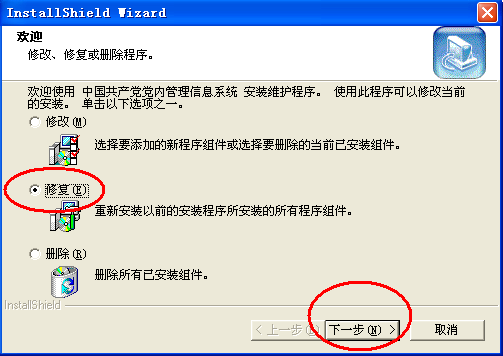 InstallShield Wizard
欢迎
修改、修复或删除程序。
欢迎使用 中国共产党党内管理信息系统 安装维护程序。 使用此程序可以修改当前
的安装。 单击以下选项之一。
修改(M)
选择要添加的新程序组件或选择要删除的当前已安装组件。
修复(E)
重新安装以前的安装程序所安装的所有程序组件。
删除(R)
删除所有已安装组件。
InstallShield
< 上一步 下一步(N) > 取消